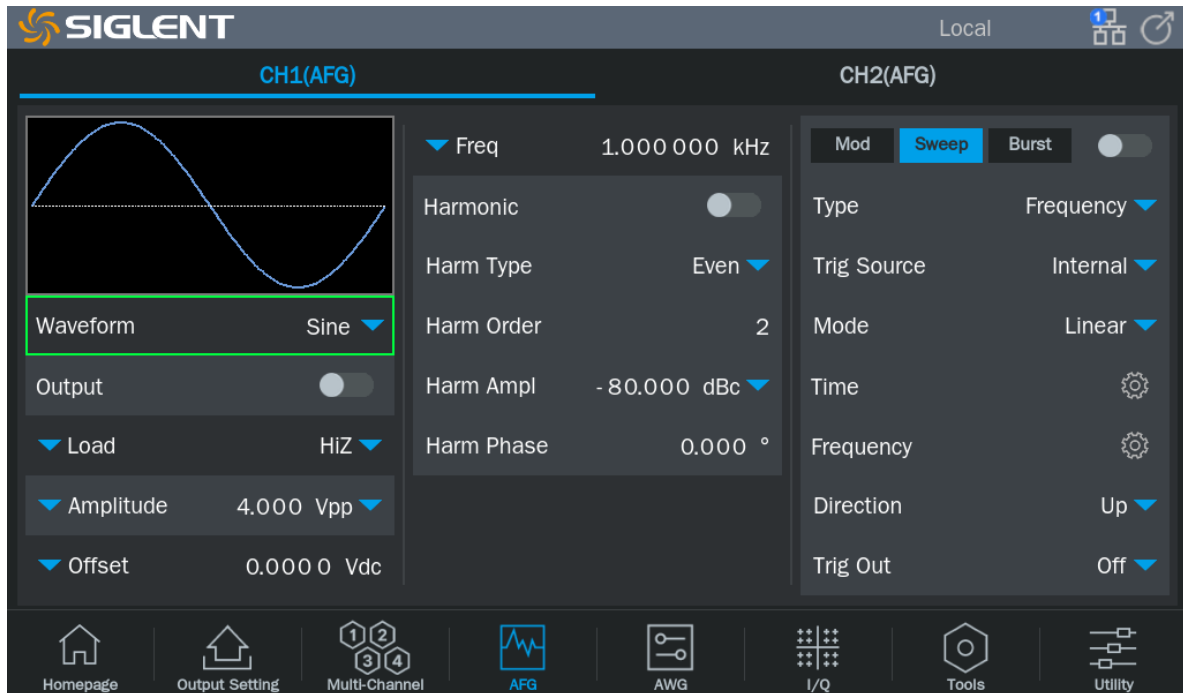 SIGLENT
Local
1
CH1(AFG)
CH2(AFG)
Waveform Sine
Output
Load HiZ
Amplitude 4.000 Vpp
Offset 0.0000 Vdc
Freq 1.000 000 kHz
Harmonic
Harm Type Even
Harm Order 2
Harm Ampl -80.000 dBc
Harm Phase 0.000 °
Mod Sweep Burst
Type Frequency
Trig Source Internal
Mode Linear
Time
Frequency
Direction Up
Trig Out Off
1 2
3 4
Homepage Output Setting Multi-Channel AFG AWG I/Q Tools Utility